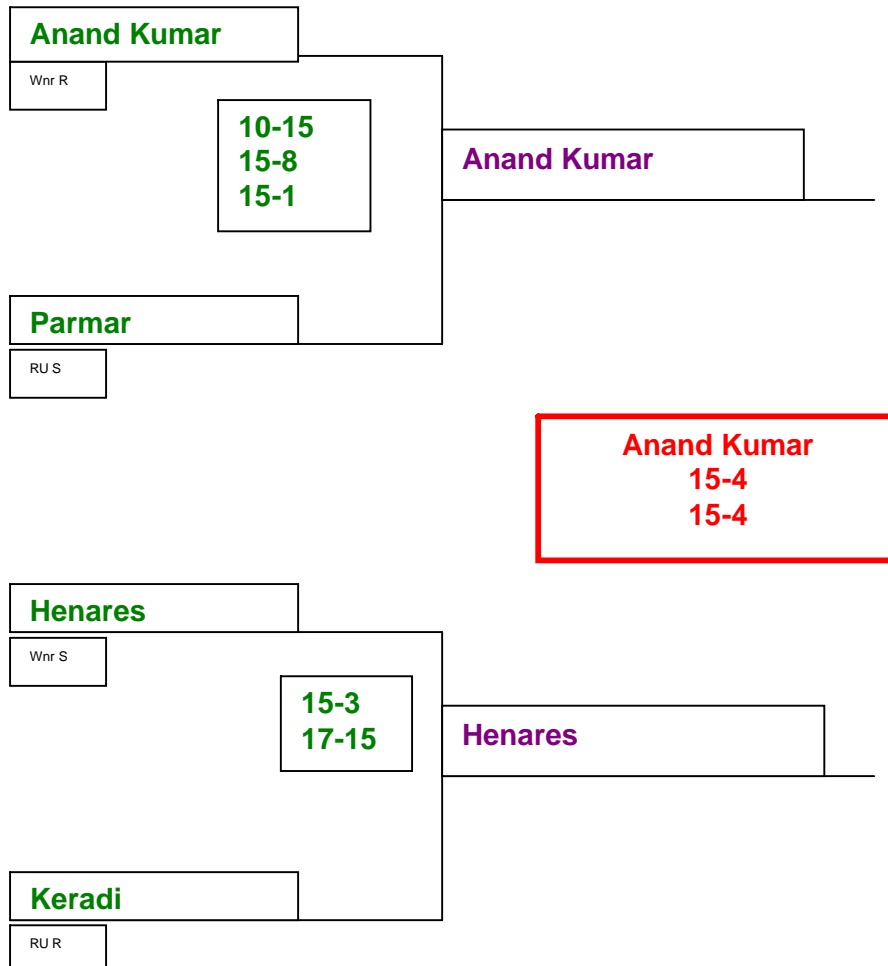 Anand Kumar
Wnr R
10-15
15-8
15-1
Anand Kumar
Parmar
RU S
Anand Kumar
15-4
15-4
Henares
Wnr S
15-3
17-15
Henares
Keradi
RU R